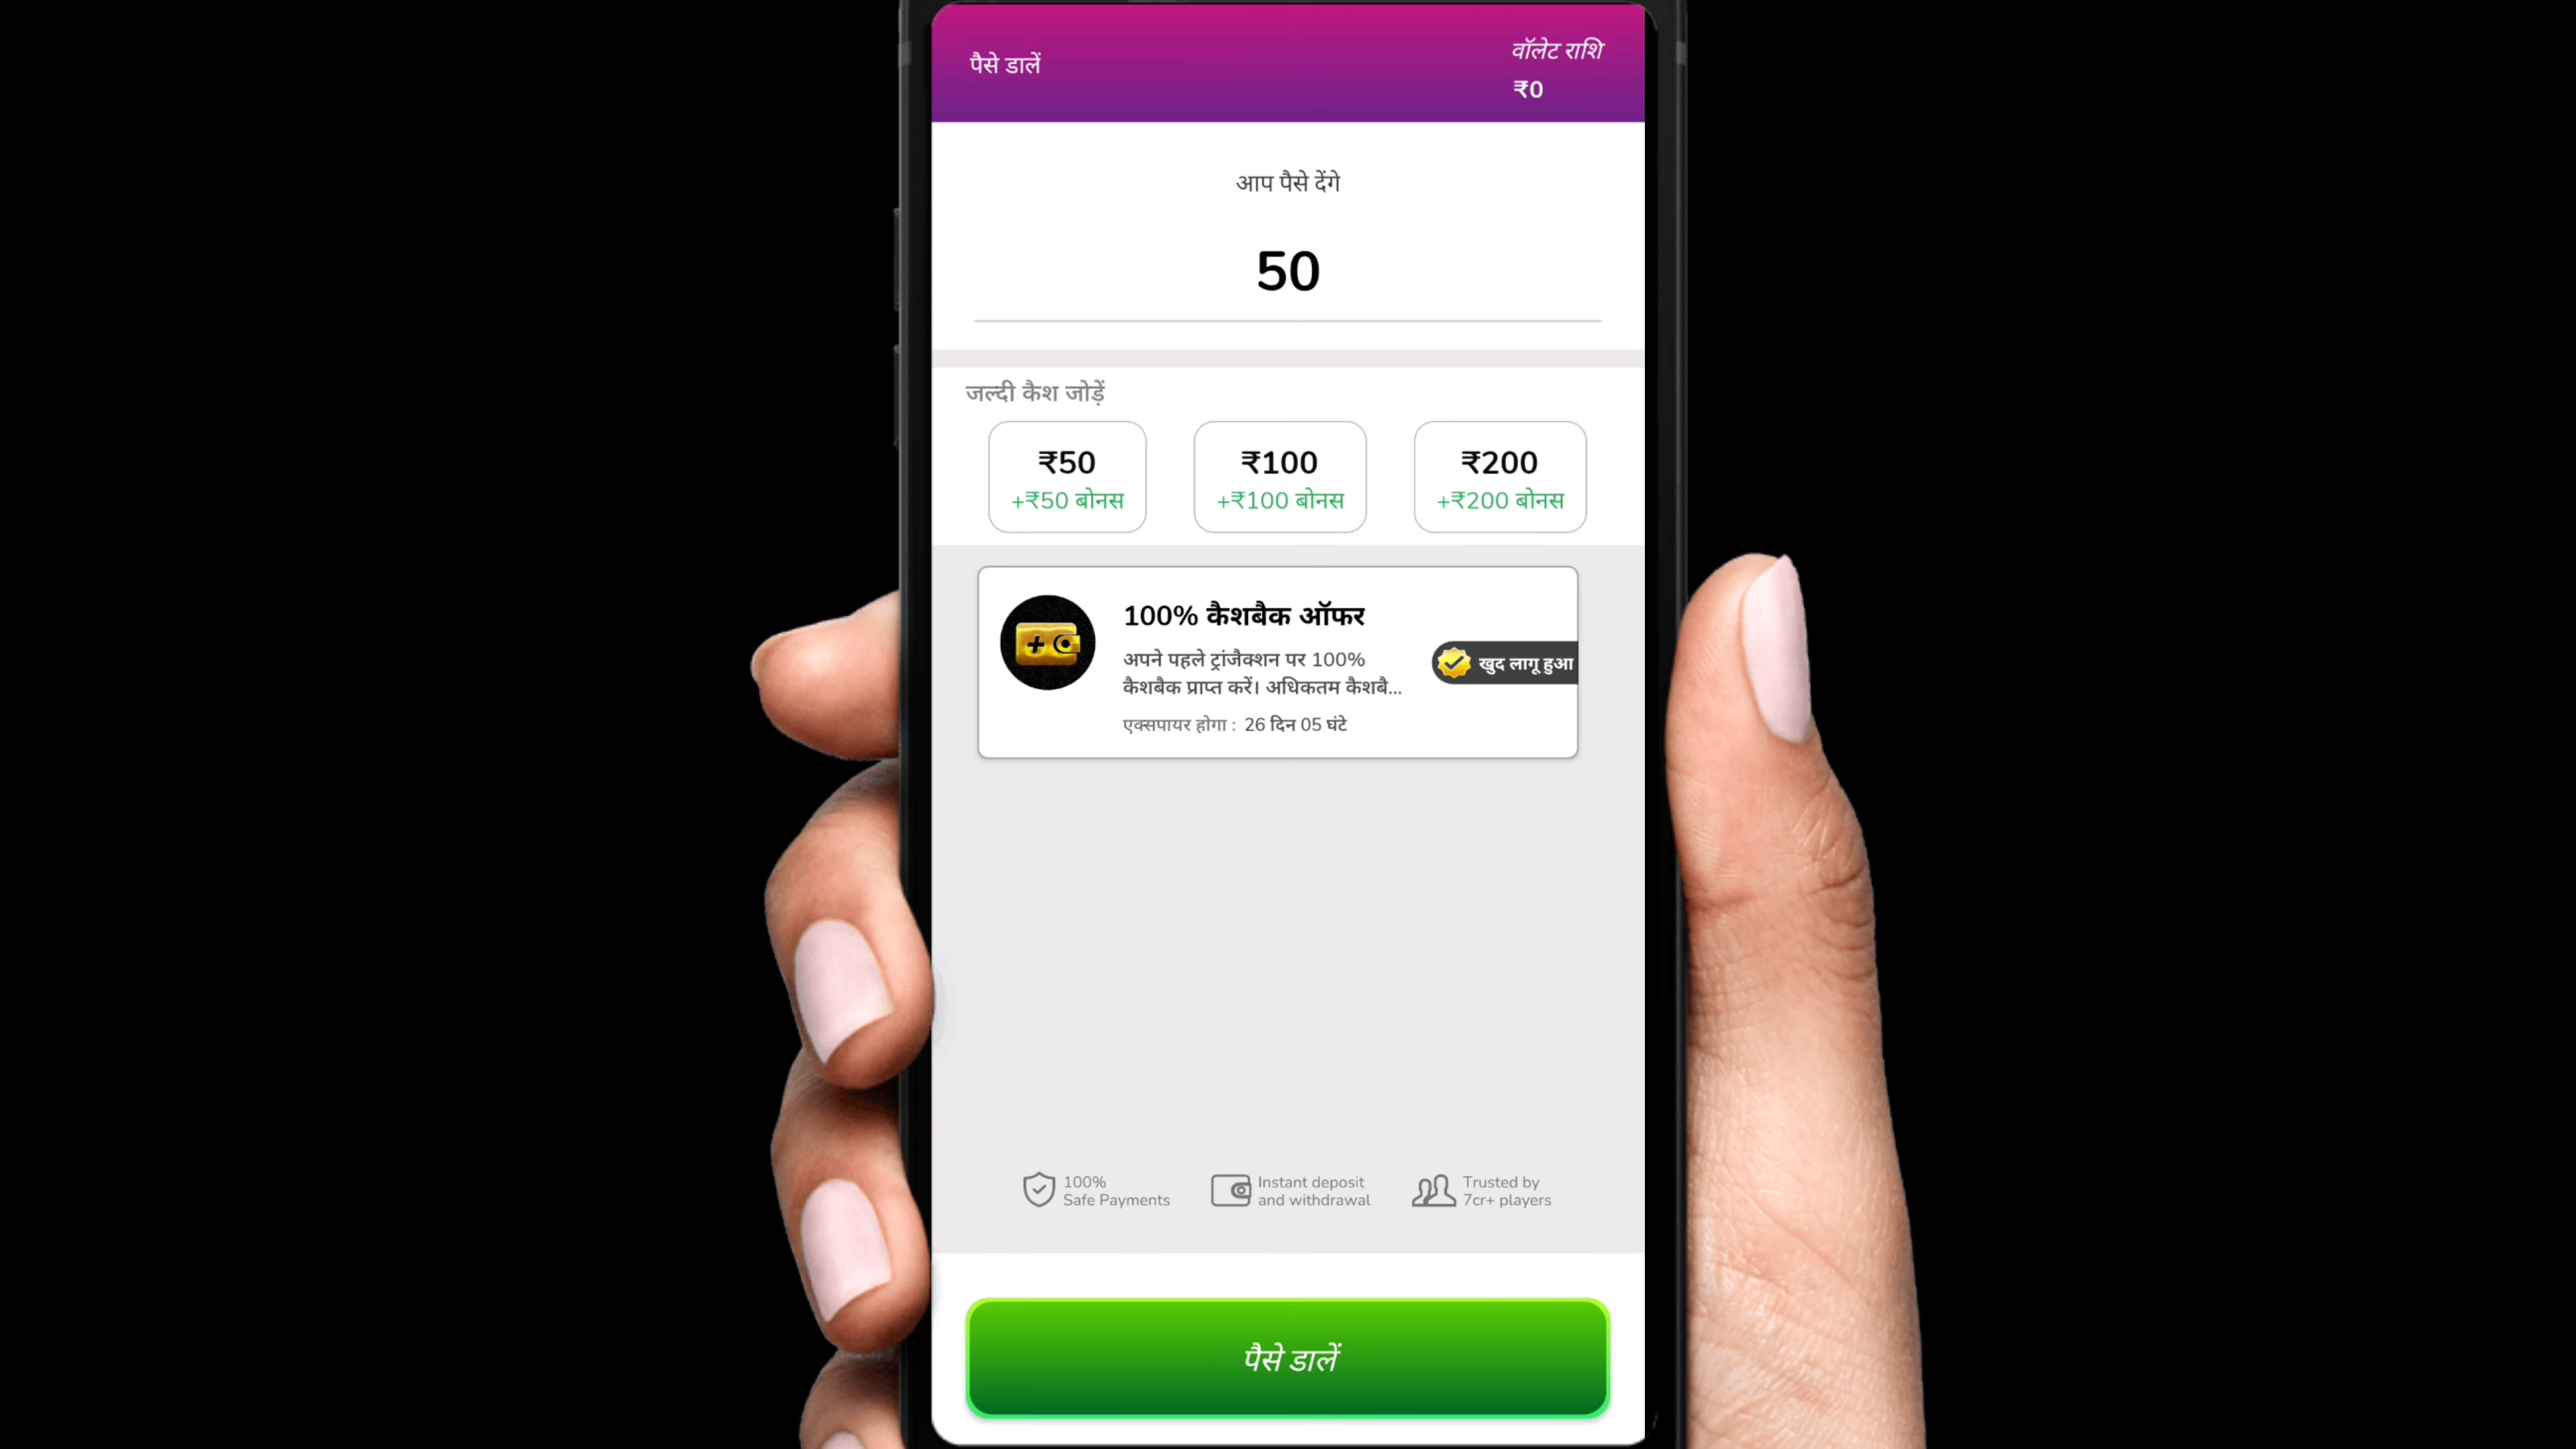 पैसे डालें
वॉलेट राशि
₹0
आप पैसे देंगे
50
जल्दी कैश जोड़ें
₹50
+₹50 बोनस
₹100
+₹100 बोनस
₹200
+₹200 बोनस
100% कैशबैक ऑफर
अपने पहले ट्रांजैक्शन पर 100%
कैशबैक प्राप्त करें। अधिकतम कैशबै...
खुद लागू हुआ
एक्सपायर होगा : 26 दिन 05 घंटे
100%
Safe Payments
Instant deposit
and withdrawal
Trusted by
7cr+ players
पैसे डालें